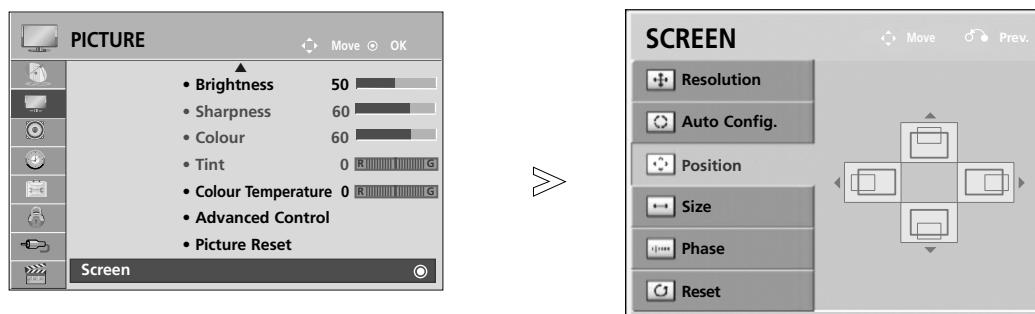 PICTURE
Move OK
• Brightness 50
• Sharpness 60
• Colour 60
• Tint 0 R G
• Colour Temperature 0 R G
• Advanced Control
• Picture Reset
Screen
SCREEN
Move Prev.
Resolution
Auto Config.
Position
Size
Phase
Reset